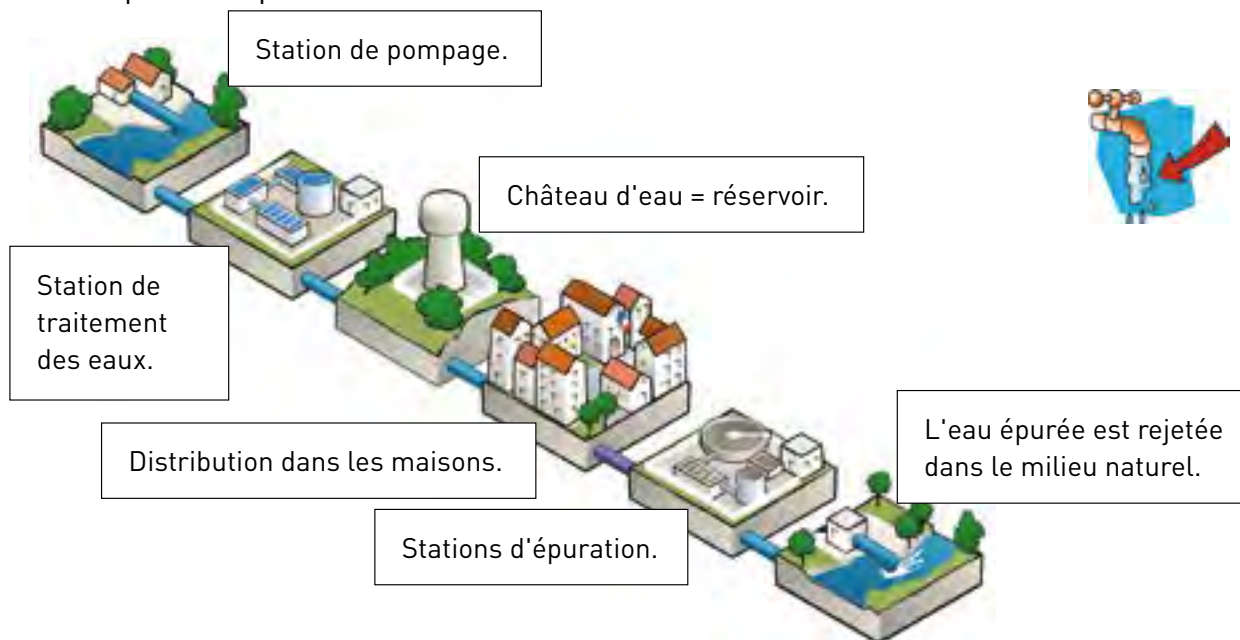 Station de pompage.
Château d'eau = réservoir.
Station de
traitement
des eaux.
Distribution dans les maisons.
L'eau épurée est rejetée
dans le milieu naturel.
Stations d'épuration.